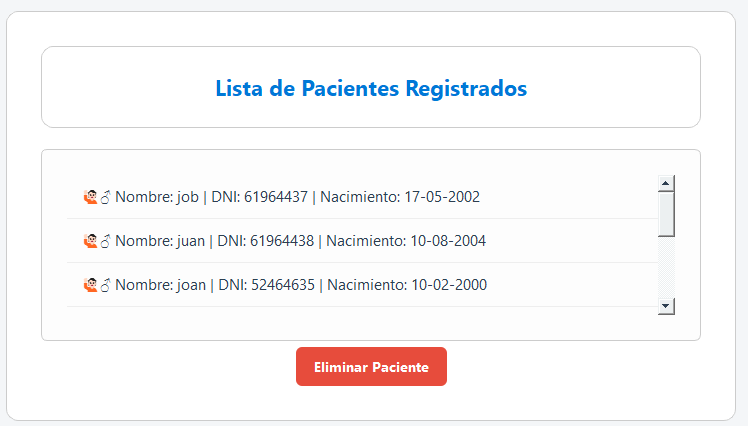 Lista de Pacientes Registrados
Nombre: job | DNI: 61964437 | Nacimiento: 17-05-2002
Nombre: juan | DNI: 61964438 | Nacimiento: 10-08-2004
Nombre: joan | DNI: 52464635 | Nacimiento: 10-02-2000
Eliminar Paciente